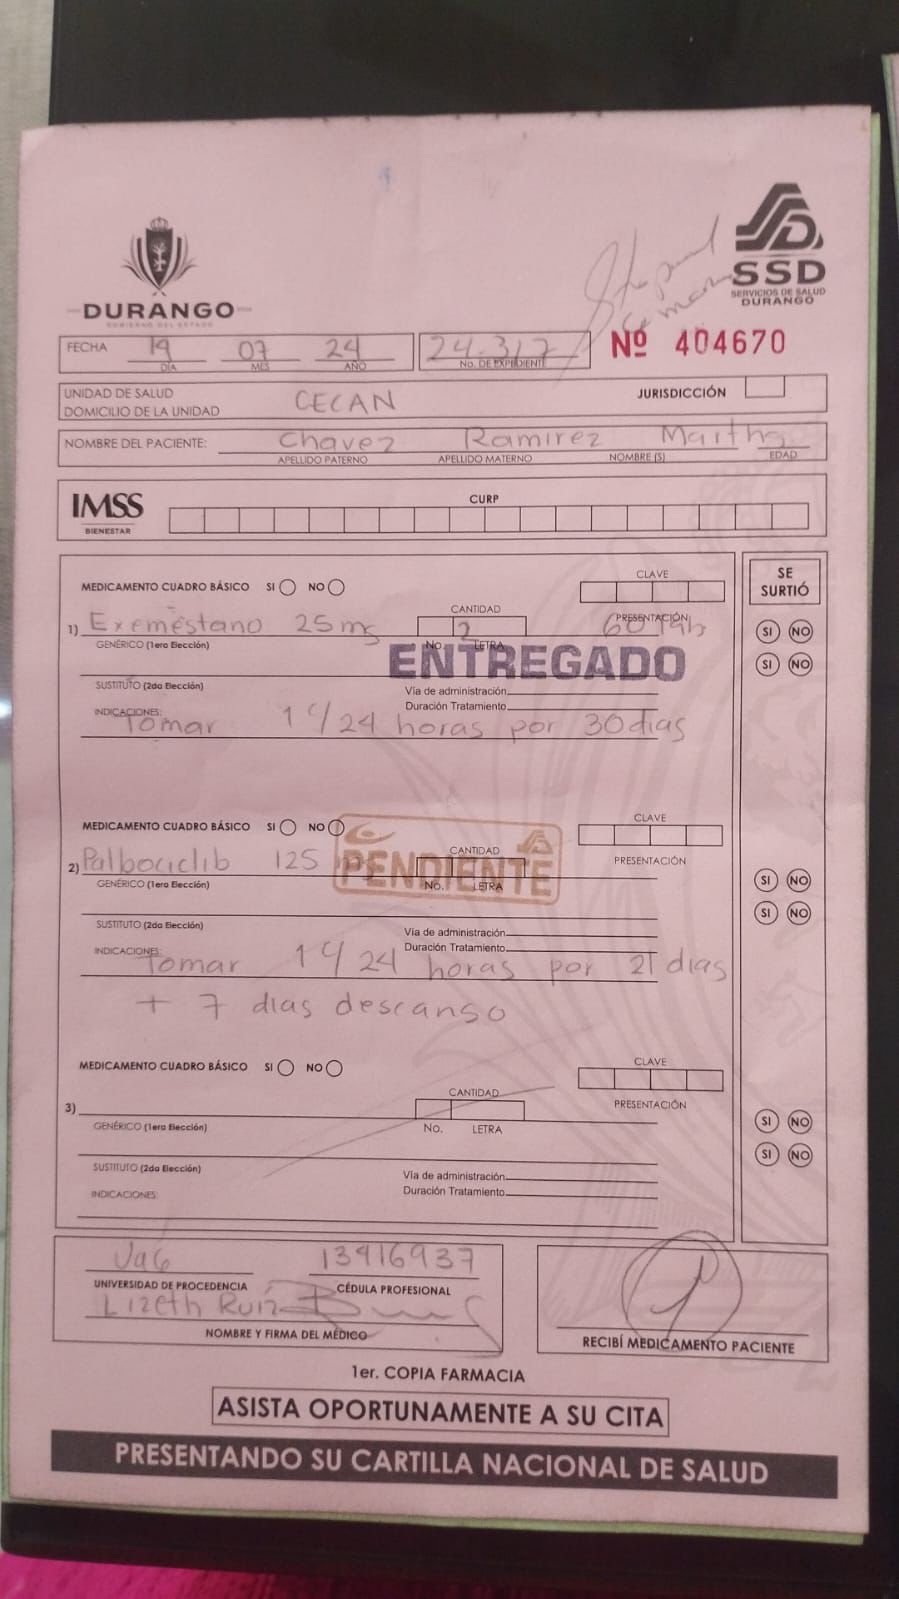 DURANGO
GOBIERNO DEL ESTADO
SSD
SERVICIOS DE SALUD
DURANGO
FECHA 19 07 24
DÍA MES AÑO
24-317
No. DE EXPEDIENTE
Nº 404670
UNIDAD DE SALUD
DOMICILIO DE LA UNIDAD
CECAN
JURISDICCIÓN
NOMBRE DEL PACIENTE: Chavez Ramirez Martha
APELLIDO PATERNO APELLIDO MATERNO NOMBRE (S) EDAD
IMSS
BIENESTAR
CURP
MEDICAMENTO CUADRO BÁSICO SI NO
CLAVE
SE
SURTIÓ
1) Exemestano 25 mg
CANTIDAD
2
PRESENTACIÓN
60 tab
SI NO
GENÉRICO (1era Elección)
No. LETRA
ENTREGADO
SI NO
SUSTITUTO (2do Elección)
Vía de administración
Duración Tratamiento
INDICACIONES:
Tomar 1 c/24 horas por 30 dias
MEDICAMENTO CUADRO BÁSICO SI NO
CLAVE
2) Palbociclib 125 mg
CANTIDAD
PRESENTACIÓN
PENDIENTE
GENÉRICO (1era Elección)
No. LETRA
SI NO
SI NO
SUSTITUTO (2do Elección)
Vía de administración
Duración Tratamiento
INDICACIONES:
Tomar 1 c/24 horas por 21 dias
+ 7 dias descanso
MEDICAMENTO CUADRO BÁSICO SI NO
CLAVE
3)
CANTIDAD
PRESENTACIÓN
GENÉRICO (1era Elección)
No. LETRA
SI NO
SI NO
SUSTITUTO (2da Elección)
Vía de administración
Duración Tratamiento
INDICACIONES:
13416937
UNIVERSIDAD DE PROCEDENCIA CÉDULA PROFESIONAL
Lizeth Ruiz
NOMBRE Y FIRMA DEL MÉDICO
RECIBÍ MEDICAMENTO PACIENTE
1er. COPIA FARMACIA
ASISTA OPORTUNAMENTE A SU CITA
PRESENTANDO SU CARTILLA NACIONAL DE SALUD